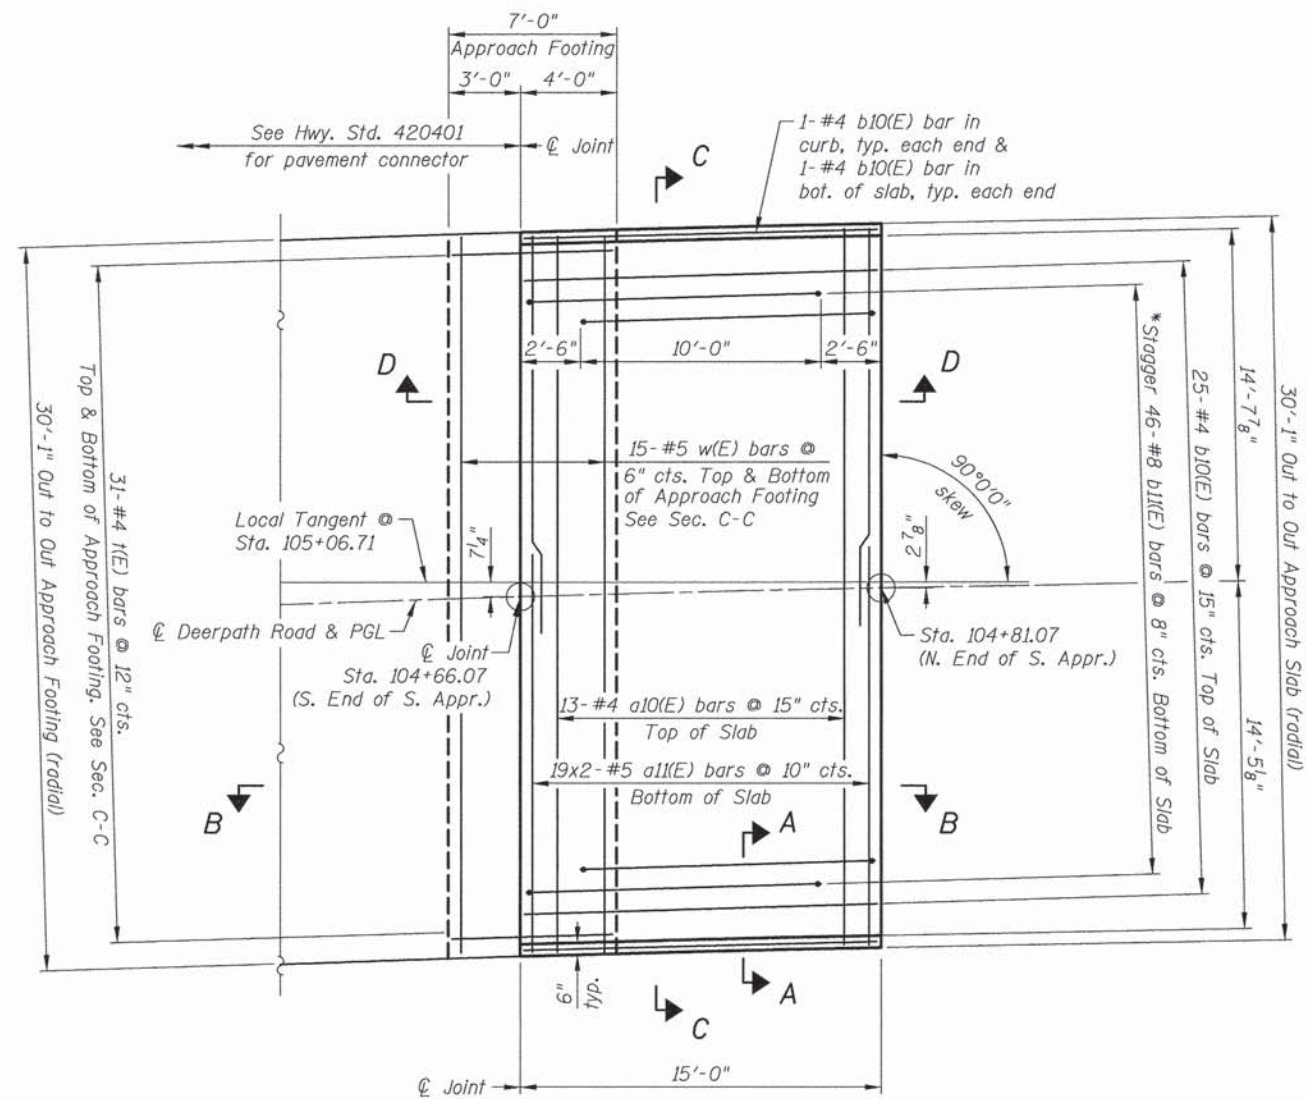 7'-0"
Approach Footing
3'-0" 4'-0"
See Hwy. Std. 420401
for pavement connector
℄ Joint
C
1-#4 b10(E) bar in
curb, typ. each end &
1-#4 b10(E) bar in
bot. of slab, typ. each end
30'-1" Out to Out Approach Footing (radial)
31-#4 t(E) bars @ 12" cts.
Top & Bottom of Approach Footing. See Sec. C-C
D
2'-6" 10'-0" 2'-6"
D
15-#5 w(E) bars @
6" cts. Top & Bottom
of Approach Footing
See Sec. C-C
90°0'0"
skew
Local Tangent @
Sta. 105+06.71
7 1/4"
2 7/8"
℄ Deerpath Road & PGL
℄ Joint
Sta. 104+66.07
(S. End of S. Appr.)
Sta. 104+81.07
(N. End of S. Appr.)
13-#4 a10(E) bars @ 15" cts.
Top of Slab
19x2-#5 a11(E) bars @ 10" cts.
Bottom of Slab
*Stagger 46-#8 b11(E) bars @ 8" cts. Bottom of Slab
25-#4 b10(E) bars @ 15" cts. Top of Slab
14'-7 7/8"
14'-5 1/8"
30'-1" Out to Out Approach Slab (radial)
B
B
A
A
6"
typ.
C
℄ Joint
15'-0"